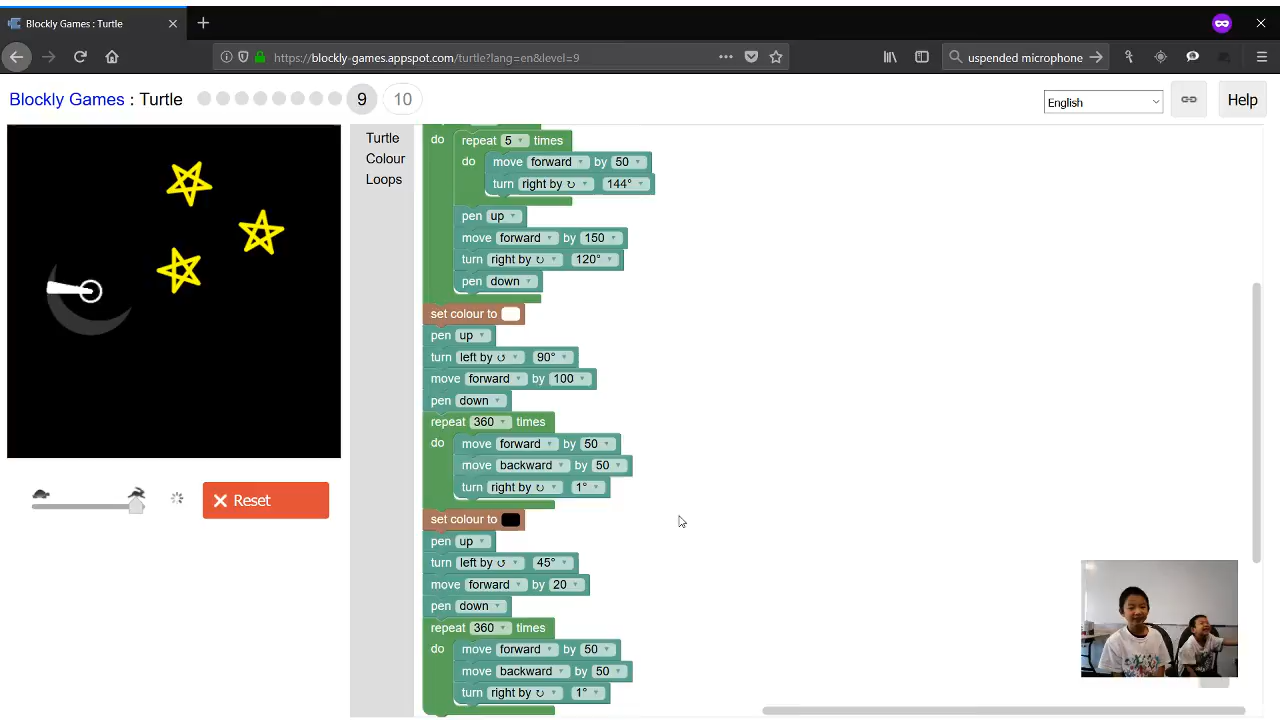 Blockly Games : Turtle
https://blockly-games.appspot.com/turtle?lang=en&level=9
uspended microphone
Blockly Games : Turtle
9
10
English
Help
Turtle
Colour
Loops
do
repeat 5 times
do
move forward by 50
turn right by ↻ 144°
pen up
move forward by 150
turn right by ↻ 120°
pen down
set colour to
pen up
turn left by ↺ 90°
move forward by 100
pen down
repeat 360 times
do
move forward by 50
move backward by 50
turn right by ↻ 1°
set colour to
pen up
turn left by ↺ 45°
move forward by 20
pen down
repeat 360 times
do
move forward by 50
move backward by 50
turn right by ↻ 1°
Reset